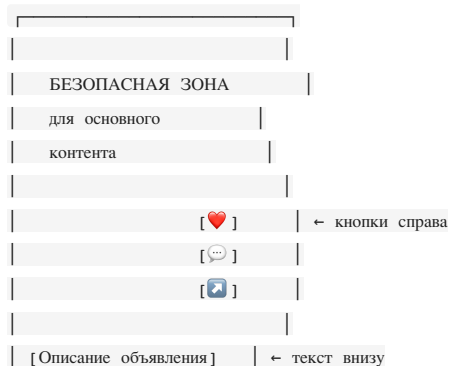 БЕЗОПАСНАЯ ЗОНА
для основного
контента
[❤️] ← кнопки справа
[💬]
[↗️]
[Описание объявления] ← текст внизу